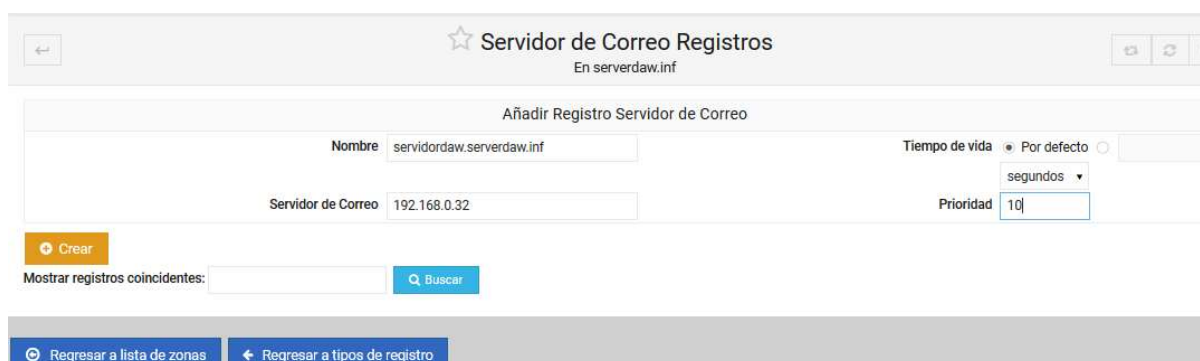 Servidor de Correo Registros
En serverdaw.inf
Añadir Registro Servidor de Correo
Nombre servidordaw.serverdaw.inf Tiempo de vida Por defecto
segundos
Servidor de Correo 192.168.0.32 Prioridad 10
Crear
Mostrar registros coincidentes: Buscar
Regresar a lista de zonas Regresar a tipos de registro